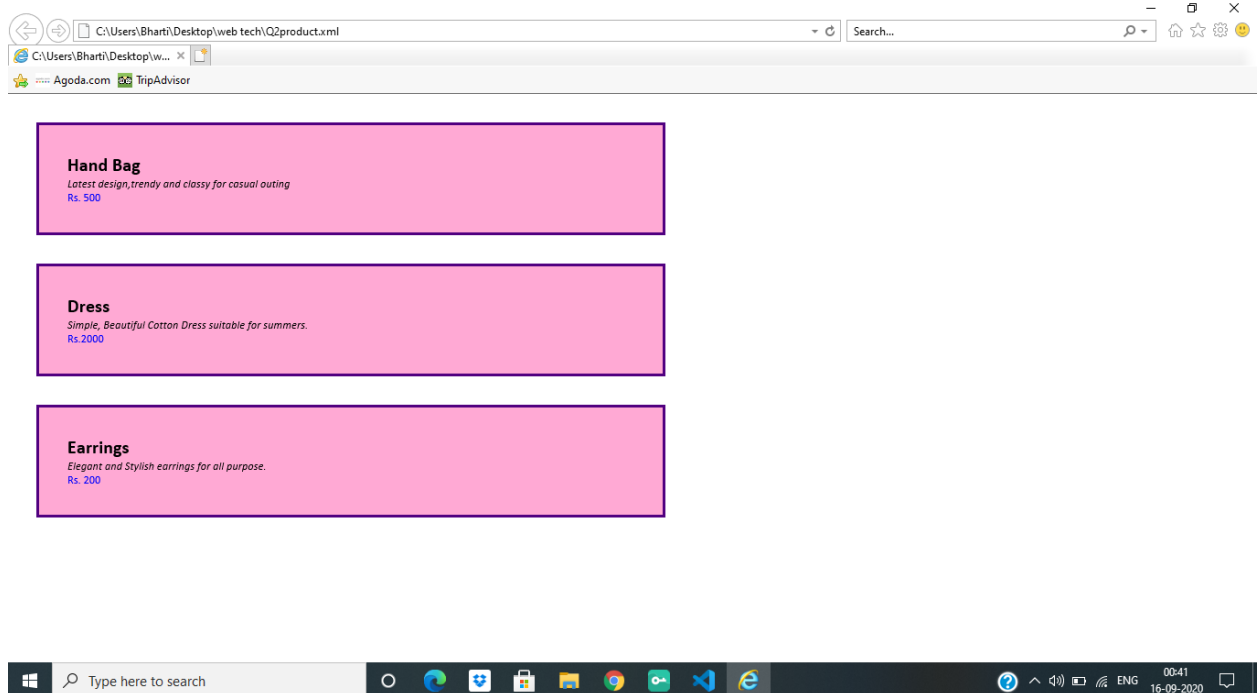 C:\Users\Bharti\Desktop\web tech\Q2product.xml
Search...
C:\Users\Bharti\Desktop\w...
Agoda.com
TripAdvisor
Hand Bag
Latest design,trendy and classy for casual outing
Rs. 500
Dress
Simple, Beautiful Cotton Dress suitable for summers.
Rs.2000
Earrings
Elegant and Stylish earrings for all purpose.
Rs. 200
Type here to search
ENG
00:41
16-09-2020